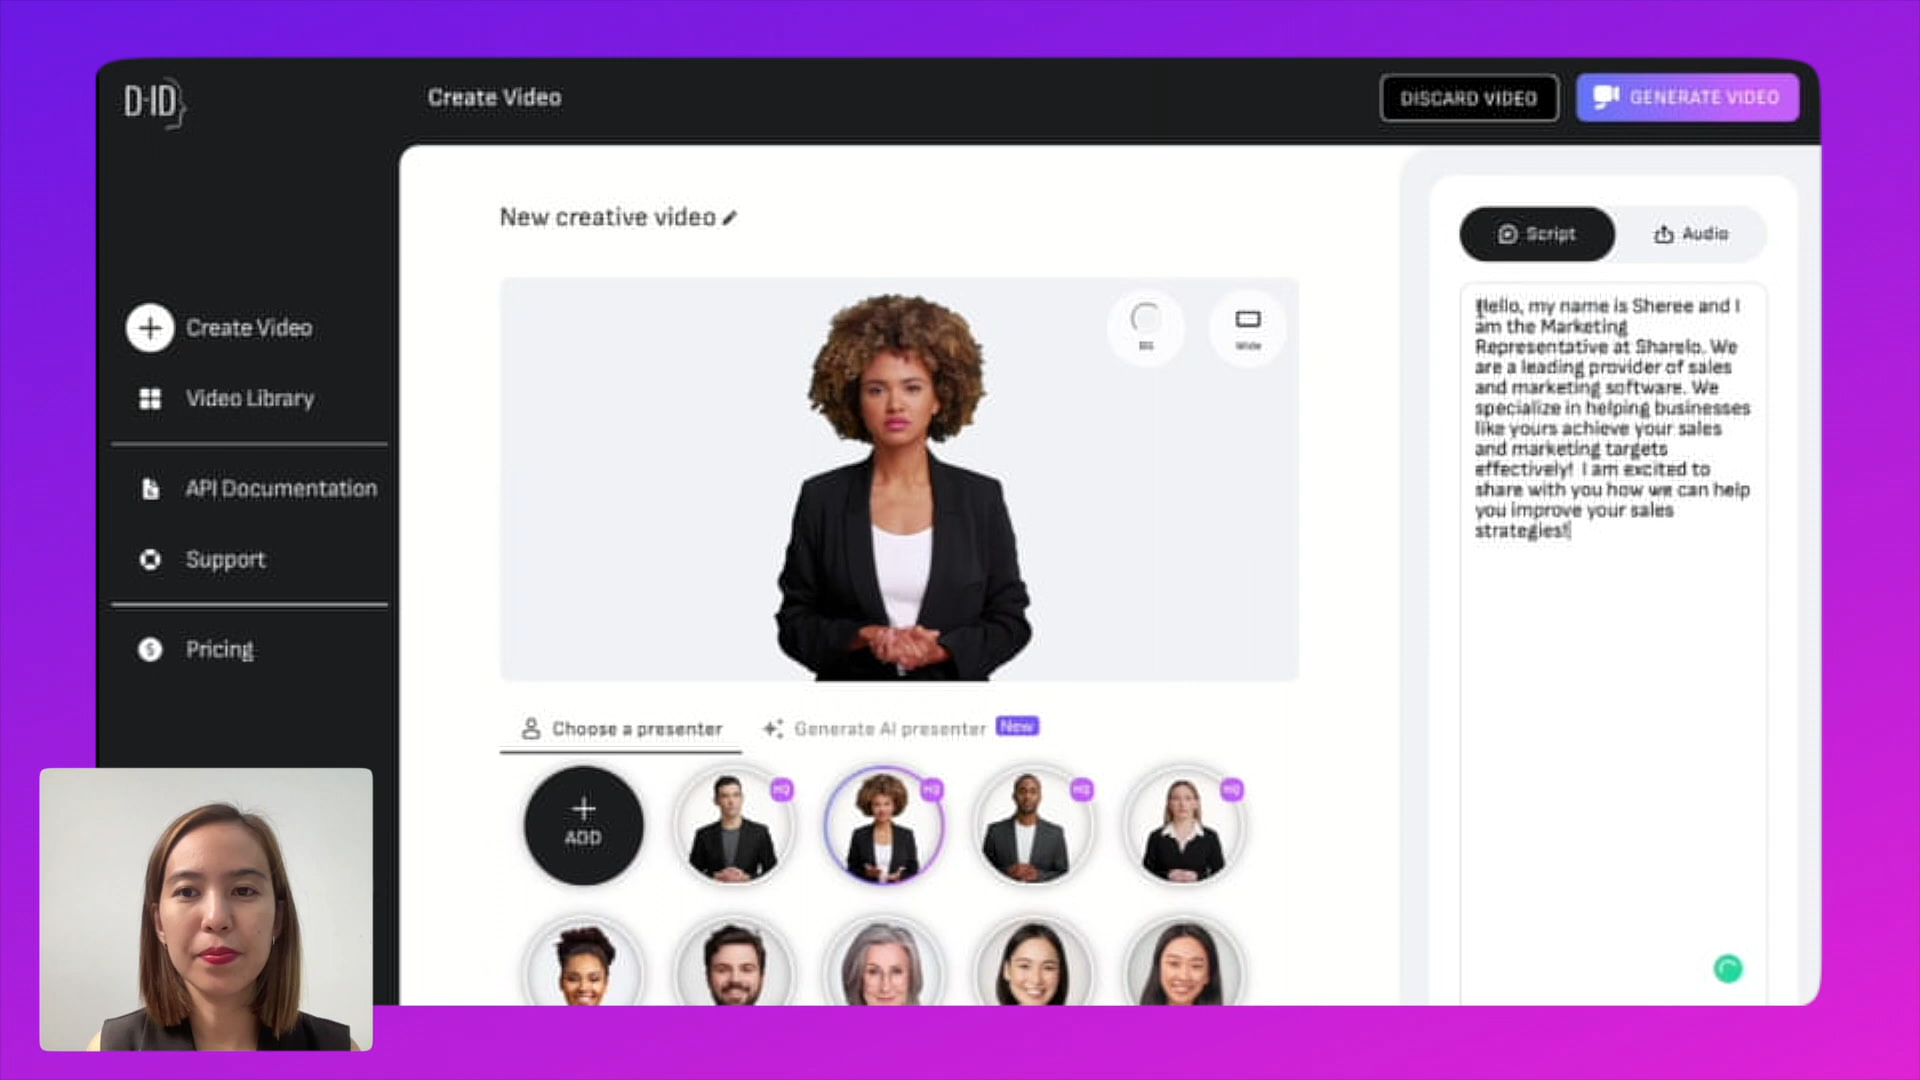 D-ID
Create Video
DISCARD VIDEO
GENERATE VIDEO
Create Video
Video Library
API Documentation
Support
Pricing
New creative video
BG
Wide
Choose a presenter
Generate AI presenter New
ADD
HQ
HQ
HQ
HQ
Script
Audio
Hello, my name is Sheree and I
am the Marketing
Representative at Sharelo. We
are a leading provider of sales
and marketing software. We
specialize in helping businesses
like yours achieve your sales
and marketing targets
effectively! I am excited to
share with you how we can help
you improve your sales
strategies!